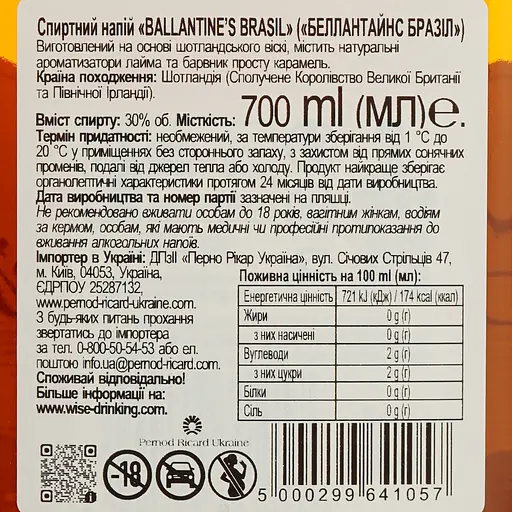 Спиртний напій «BALLANTINE'S BRASIL» («БЕЛЛАНТАЙНС БРАЗІЛ»)
Виготовлений на основі шотландського віскі, містить натуральні
ароматизатори лайма та барвник просту карамель.
Країна походження: Шотландія (Сполучене Королівство Великої Британії
та Північної Ірландії).
Вміст спирту: 30% об. Місткість: 700 ml (МЛ)e.
Термін придатності: необмежений, за температури зберігання від 1 °C до
20 °C у приміщеннях без стороннього запаху, з захистом від прямих сонячних
променів, подалі від джерел тепла або холоду. Продукт найкраще зберігає
органолептичні характеристики протягом 24 місяців від дати виробництва.
Дата виробництва та номер партії зазначені на пляшці.
Не рекомендовано вживати особам до 18 років, вагітним жінкам, водіям
за кермом, особам, які мають медичні чи професійні протипоказання до
вживання алкогольних напоїв.
Імпортер в Україні: ДПзІІ «Перно Рікар Україна», вул. Січових Стрільців 47,
м. Київ, 04053, Україна,
ЄДРПОУ 25287132,
www.pernod-ricard-ukraine.com.
З будь-яких питань прохання
звертатись до імпортера
за тел. 0-800-50-54-53 або ел.
поштою info.ua@pernod-ricard.com.
Споживай відповідально!
Більше інформації на:
www.wise-drinking.com.
Поживна цінність на 100 ml (мл):
Енергетична цінність 721 kJ (кДж) / 174 kcal (ккал)
Жири 0 g (г)
з них насичені 0 g (г)
Вуглеводи 2 g (г)
з них цукри 2 g (г)
Білки 0 g (г)
Сіль 0 g (г)
Pernod Ricard Ukraine
-18
5 000299 641057